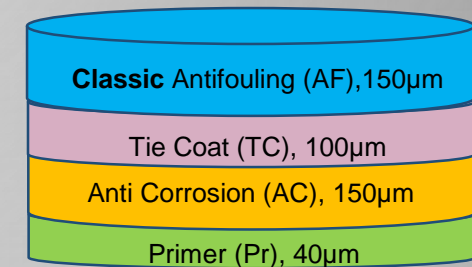 Classic Antifouling (AF),150µm
Tie Coat (TC), 100µm
Anti Corrosion (AC), 150µm
Primer (Pr), 40µm